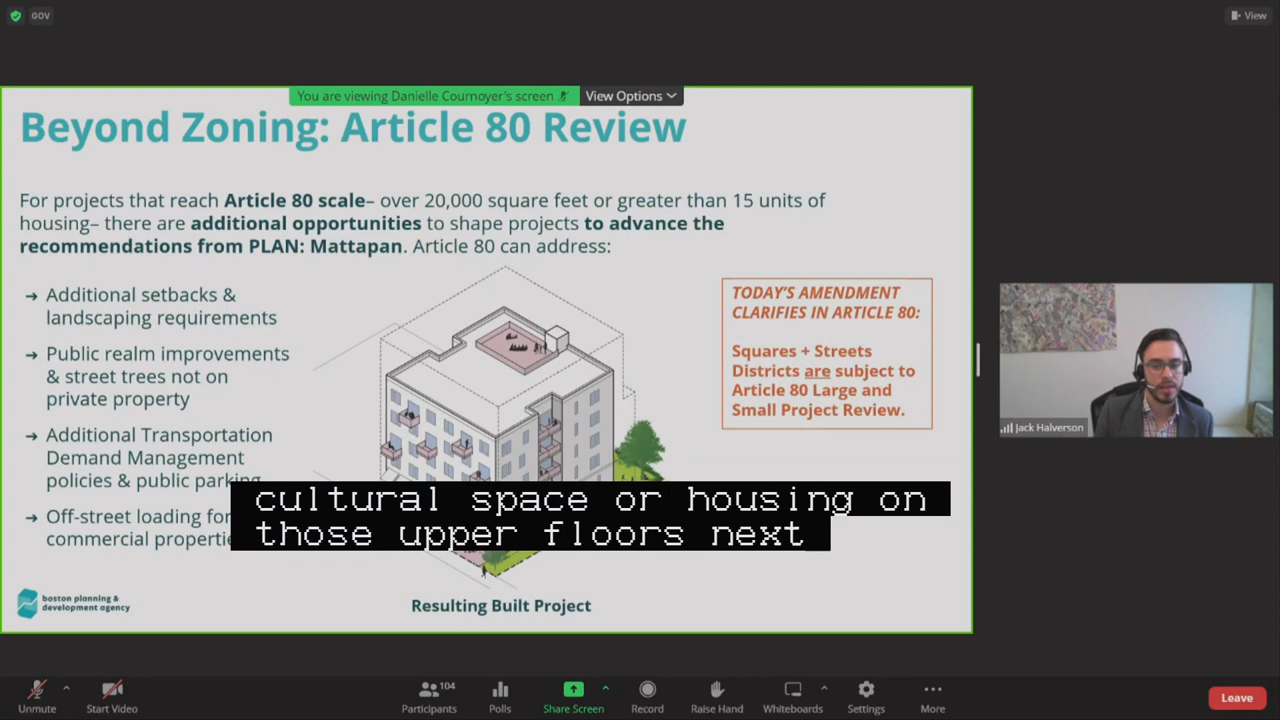 GOV
View
You are viewing Danielle Cournoyer's screen
View Options
Beyond Zoning: Article 80 Review
For projects that reach Article 80 scale– over 20,000 square feet or greater than 15 units of
housing– there are additional opportunities to shape projects to advance the
recommendations from PLAN: Mattapan. Article 80 can address:
→ Additional setbacks &
landscaping requirements
→ Public realm improvements
& street trees not on
private property
→ Additional Transportation
Demand Management
policies & public parking
→ Off-street loading for
commercial
TODAY'S AMENDMENT
CLARIFIES IN ARTICLE 80:
Squares + Streets
Districts are subject to
Article 80 Large and
Small Project Review.
cultural space or housing on
those upper floors next
boston planning &
development agency
Resulting Built Project
Jack Halverson
Unmute
Start Video
104
Participants
Polls
Share Screen
Record
Raise Hand
Whiteboards
Settings
More
Leave